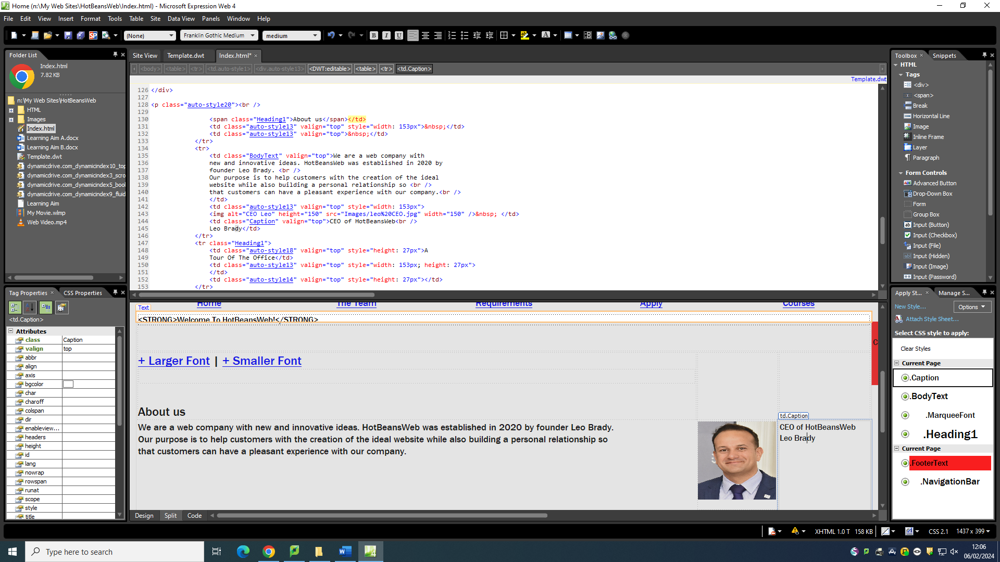 Home (n:\My Web Sites\HotBeansWeb\Index.html) - Microsoft Expression Web 4
File Edit View Insert Format Tools Table Site Data View Panels Window Help
(None) Franklin Gothic Medium medium
Folder List
Index.html
7.82 KB
n:\My Web Sites\HotBeansWeb
HTML
Images
Index.html
Learning Aim A.docx
Learning Aim B.docx
Template.dwt
dynamicdrive.com_dynamicindex10_top
dynamicdrive.com_dynamicindex3_scro
dynamicdrive.com_dynamicindex5_bool
dynamicdrive.com_dynamicindex9_fluid
Learning Aim
My Movie.wlmp
Web Video.mp4
Tag Properties CSS Properties
<td.Caption>
Attributes
class Caption
valign top
abbr
align
axis
bgcolor
char
charoff
colspan
dir
enableview...
headers
height
id
lang
nowrap
rowspan
runat
scope
style
title
Site View Template.dwt Index.html*
<body> <table> <tr> <td.auto-style1> <div.auto-style13> <DWT:editable> <table> <tr> <td.Caption>
Template.dwt
126 </div>
127
128 <p class="auto-style20"><br />
129
130 <span class="Heading1">About us</span></td>
131 <td class="auto-style13" valign="top" style="width: 153px">&nbsp;</td>
132 <td class="auto-style13" valign="top">&nbsp;</td>
133 </tr>
134 <tr>
135 <td class="BodyText" valign="top">We are a web company with
136 new and innovative ideas. HotBeansWeb was established in 2020 by
137 founder Leo Brady. <br />
138 Our purpose is to help customers with the creation of the ideal
139 website while also building a personal relationship so <br />
140 that customers can have a pleasant experience with our company.<br />
141 </td>
142 <td class="auto-style13" valign="top" style="width: 153px">
143 <img alt="CEO Leo" height="150" src="Images/leo%20CEO.jpg" width="150" />&nbsp; </td>
144 <td class="Caption" valign="top">CEO of HotBeansWeb<br />
145 Leo Brady</td>
146 </tr>
147 <tr class="Heading1">
148 <td class="auto-style18" valign="top" style="height: 27px">A
149 Tour Of The Office</td>
150 <td class="auto-style13" valign="top" style="width: 153px; height: 27px">
151 </td>
152 <td class="auto-style14" valign="top" style="height: 27px"></td>
153 </tr>
Home The Team Requirements Apply Courses
Text
<STRONG>Welcome To HotBeansWeb!</STRONG>
C
+ Larger Font | + Smaller Font
About us
We are a web company with new and innovative ideas. HotBeansWeb was established in 2020 by founder Leo Brady.
Our purpose is to help customers with the creation of the ideal website while also building a personal relationship so
that customers can have a pleasant experience with our company.
td.Caption
CEO of HotBeansWeb
Leo Brady
Design Split Code
Toolbox Snippets
HTML
Tags
<div>
<span>
Break
Horizontal Line
Image
Inline Frame
Layer
Paragraph
Form Controls
Advanced Button
Drop-Down Box
Form
Group Box
Input (Button)
Input (Checkbox)
Input (File)
Input (Hidden)
Input (Image)
Input (Password)
Apply St... Manage S...
New Style... Options
Attach Style Sheet...
Select CSS style to apply:
Clear Styles
Current Page
.Caption
.BodyText
.MarqueeFont
.Heading1
Current Page
.FooterText
.NavigationBar
XHTML 1.0 T 158 KB CSS 2.1 1437 x 399
Type here to search
12:06
06/02/2024